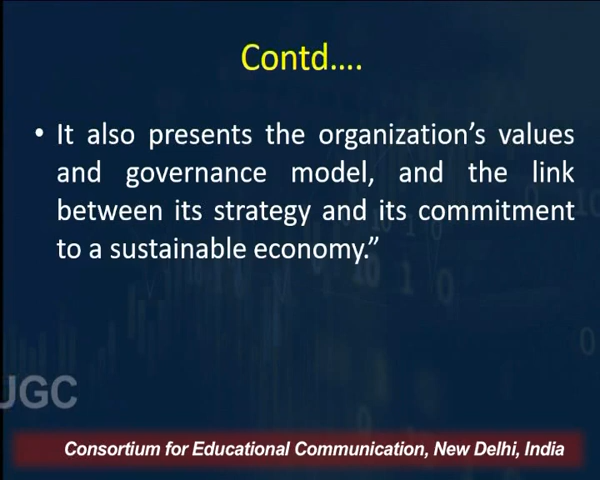 Contd....
• It also presents the organization's values
and governance model, and the link
between its strategy and its commitment
to a sustainable economy.”
UGC
Consortium for Educational Communication, New Delhi, India